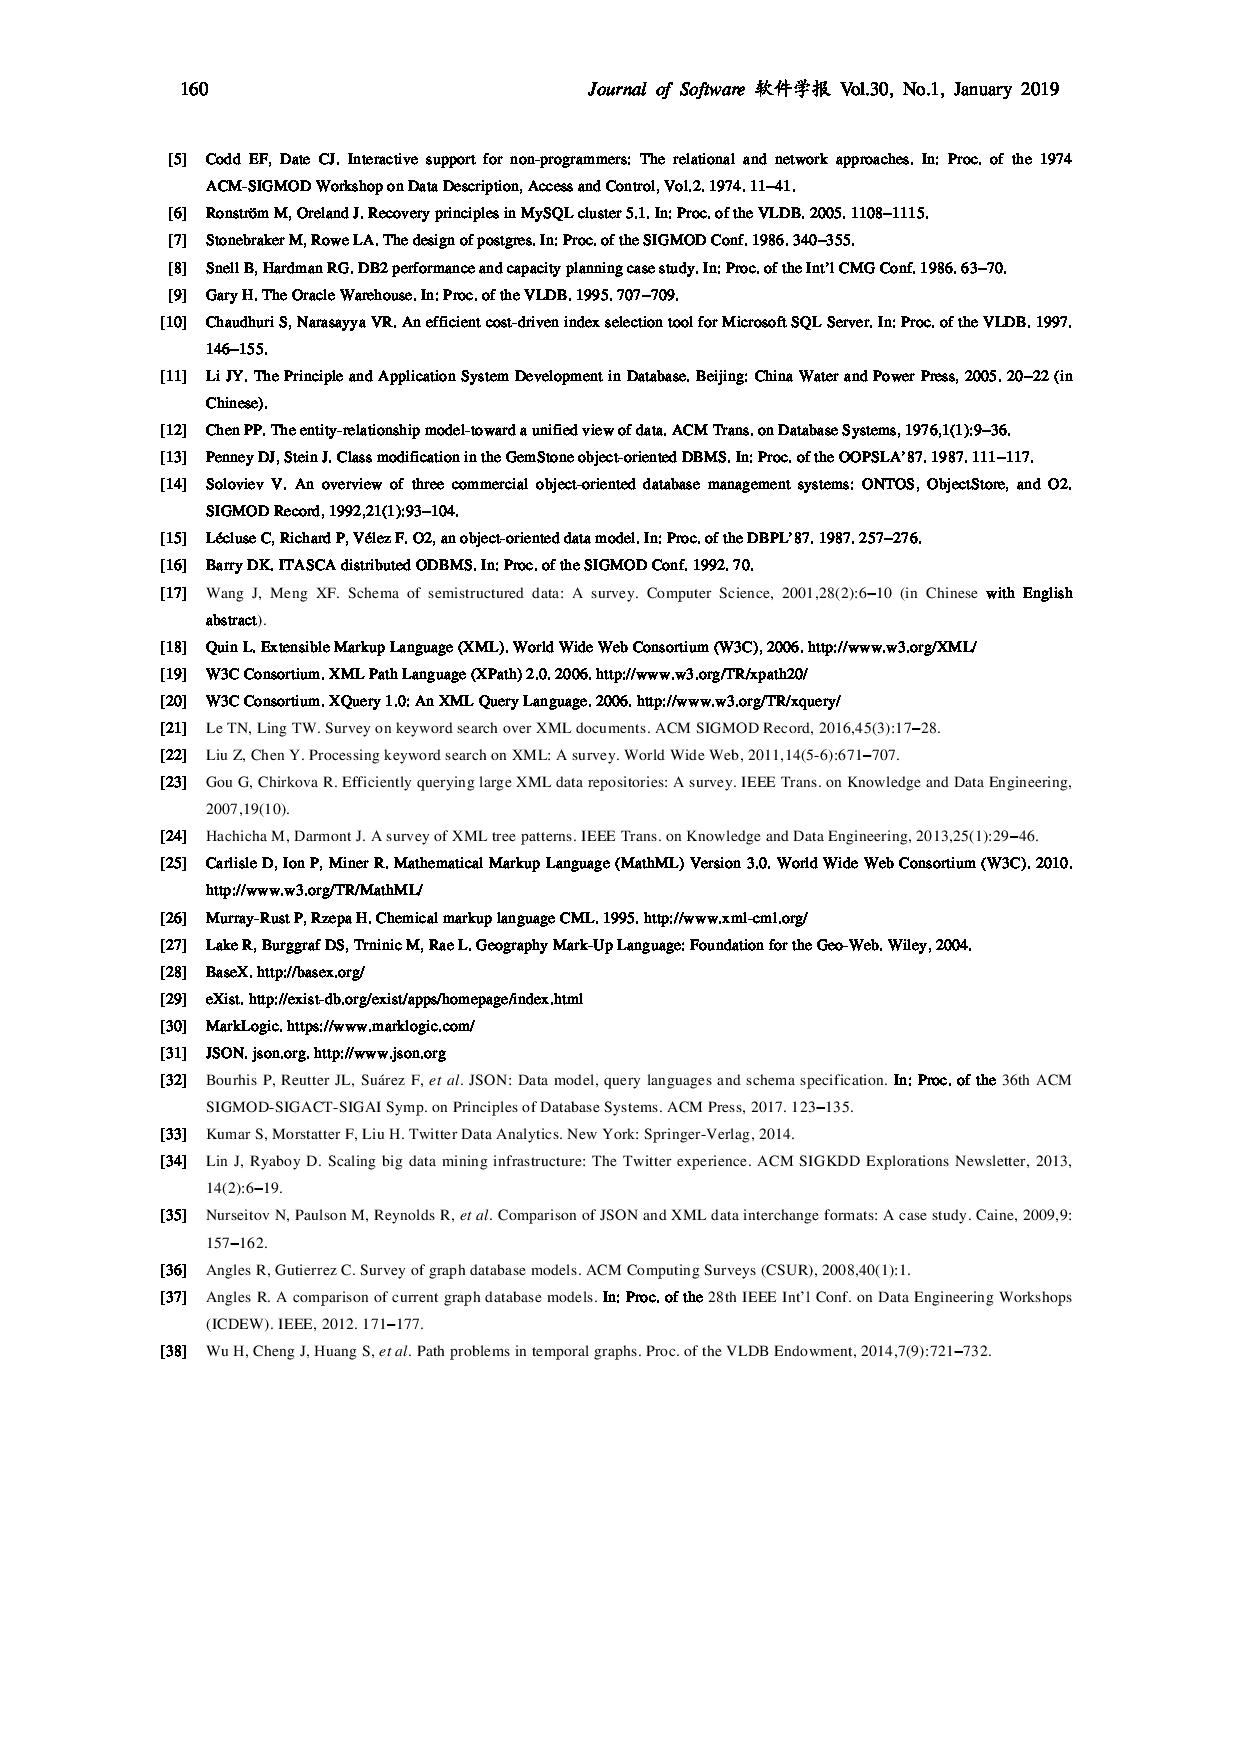 160 Journal of Software 软件学报 Vol.30, No.1, January 2019
[5] Codd EF, Date CJ. Interactive support for non-programmers: The relational and network approaches. In: Proc. of the 1974
ACM-SIGMOD Workshop on Data Description, Access and Control, Vol.2. 1974. 11–41.
[6] Ronström M, Oreland J. Recovery principles in MySQL cluster 5.1. In: Proc. of the VLDB. 2005. 1108–1115.
[7] Stonebraker M, Rowe LA. The design of postgres. In: Proc. of the SIGMOD Conf. 1986. 340–355.
[8] Snell B, Hardman RG. DB2 performance and capacity planning case study. In: Proc. of the Int'l CMG Conf. 1986. 63–70.
[9] Gary H. The Oracle Warehouse. In: Proc. of the VLDB. 1995. 707–709.
[10] Chaudhuri S, Narasayya VR. An efficient cost-driven index selection tool for Microsoft SQL Server. In: Proc. of the VLDB. 1997.
146–155.
[11] Li JY. The Principle and Application System Development in Database. Beijing: China Water and Power Press, 2005. 20–22 (in
Chinese).
[12] Chen PP. The entity-relationship model-toward a unified view of data. ACM Trans. on Database Systems, 1976,1(1):9–36.
[13] Penney DJ, Stein J. Class modification in the GemStone object-oriented DBMS. In: Proc. of the OOPSLA'87. 1987. 111–117.
[14] Soloviev V. An overview of three commercial object-oriented database management systems: ONTOS, ObjectStore, and O2.
SIGMOD Record, 1992,21(1):93–104.
[15] Lécluse C, Richard P, Vélez F. O2, an object-oriented data model. In: Proc. of the DBPL'87. 1987. 257–276.
[16] Barry DK. ITASCA distributed ODBMS. In: Proc. of the SIGMOD Conf. 1992. 70.
[17] Wang J, Meng XF. Schema of semistructured data: A survey. Computer Science, 2001,28(2):6–10 (in Chinese with English
abstract).
[18] Quin L. Extensible Markup Language (XML). World Wide Web Consortium (W3C), 2006. http://www.w3.org/XML/
[19] W3C Consortium. XML Path Language (XPath) 2.0. 2006. http://www.w3.org/TR/xpath20/
[20] W3C Consortium. XQuery 1.0: An XML Query Language. 2006. http://www.w3.org/TR/xquery/
[21] Le TN, Ling TW. Survey on keyword search over XML documents. ACM SIGMOD Record, 2016,45(3):17–28.
[22] Liu Z, Chen Y. Processing keyword search on XML: A survey. World Wide Web, 2011,14(5-6):671–707.
[23] Gou G, Chirkova R. Efficiently querying large XML data repositories: A survey. IEEE Trans. on Knowledge and Data Engineering,
2007,19(10).
[24] Hachicha M, Darmont J. A survey of XML tree patterns. IEEE Trans. on Knowledge and Data Engineering, 2013,25(1):29–46.
[25] Carlisle D, Ion P, Miner R. Mathematical Markup Language (MathML) Version 3.0. World Wide Web Consortium (W3C). 2010.
http://www.w3.org/TR/MathML/
[26] Murray-Rust P, Rzepa H. Chemical markup language CML. 1995. http://www.xml-cml.org/
[27] Lake R, Burggraf DS, Trninic M, Rae L. Geography Mark-Up Language: Foundation for the Geo-Web. Wiley, 2004.
[28] BaseX. http://basex.org/
[29] eXist. http://exist-db.org/exist/apps/homepage/index.html
[30] MarkLogic. https://www.marklogic.com/
[31] JSON. json.org. http://www.json.org
[32] Bourhis P, Reutter JL, Suárez F, et al. JSON: Data model, query languages and schema specification. In: Proc. of the 36th ACM
SIGMOD-SIGACT-SIGAI Symp. on Principles of Database Systems. ACM Press, 2017. 123–135.
[33] Kumar S, Morstatter F, Liu H. Twitter Data Analytics. New York: Springer-Verlag, 2014.
[34] Lin J, Ryaboy D. Scaling big data mining infrastructure: The Twitter experience. ACM SIGKDD Explorations Newsletter, 2013,
14(2):6–19.
[35] Nurseitov N, Paulson M, Reynolds R, et al. Comparison of JSON and XML data interchange formats: A case study. Caine, 2009,9:
157–162.
[36] Angles R, Gutierrez C. Survey of graph database models. ACM Computing Surveys (CSUR), 2008,40(1):1.
[37] Angles R. A comparison of current graph database models. In: Proc. of the 28th IEEE Int'l Conf. on Data Engineering Workshops
(ICDEW). IEEE, 2012. 171–177.
[38] Wu H, Cheng J, Huang S, et al. Path problems in temporal graphs. Proc. of the VLDB Endowment, 2014,7(9):721–732.